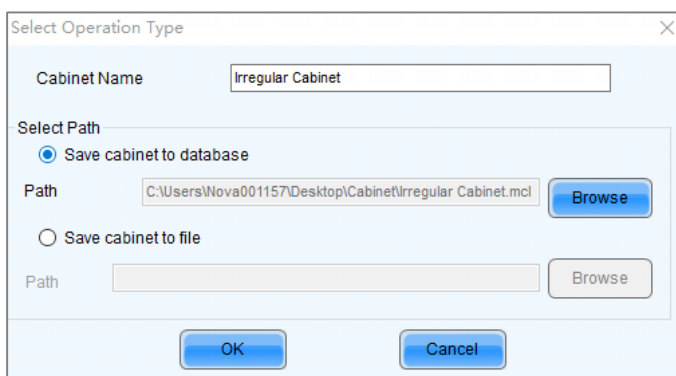 Select Operation Type
Cabinet Name Irregular Cabinet
Select Path
Save cabinet to database
Path C:\Users\Nova001157\Desktop\Cabinet\Irregular Cabinet.mcl Browse
Save cabinet to file
Path Browse
OK Cancel